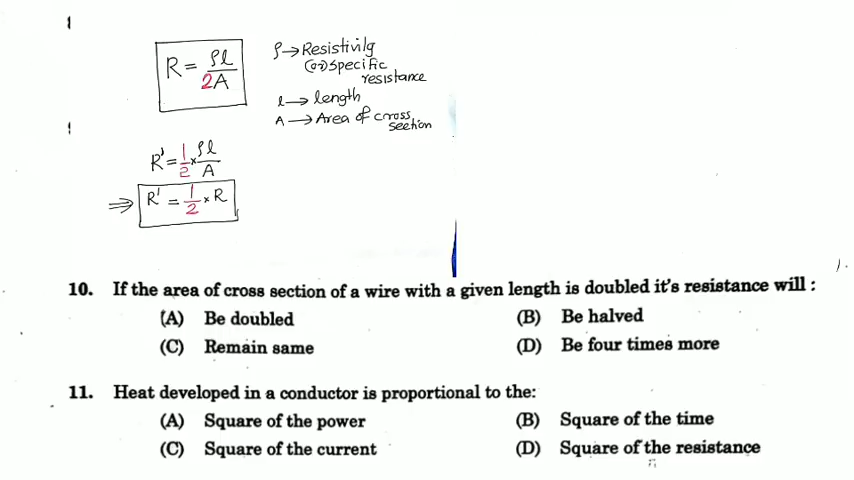 R = ρl / 2A
ρ → Resistivilg
(or) specific
resistance
l → length
A → Area of cross
section
R' = 1/2 × ρl/A
⇒ R' = 1/2 × R
10. If the area of cross section of a wire with a given length is doubled it's resistance will :
(A) Be doubled (B) Be halved
(C) Remain same (D) Be four times more
11. Heat developed in a conductor is proportional to the:
(A) Square of the power (B) Square of the time
(C) Square of the current (D) Square of the resistance